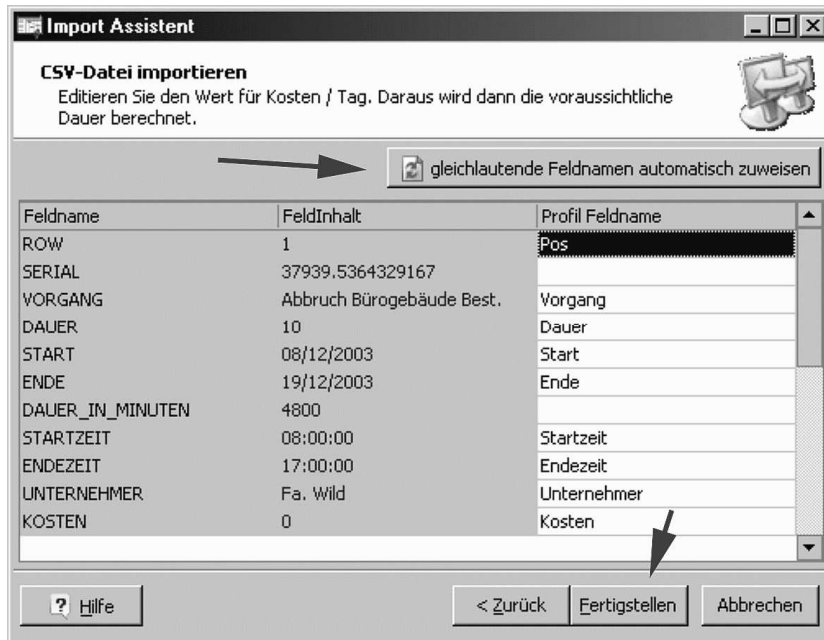 Import Assistent
CSV-Datei importieren
Editieren Sie den Wert für Kosten / Tag. Daraus wird dann die voraussichtliche
Dauer berechnet.
gleichlautende Feldnamen automatisch zuweisen
Feldname FeldInhalt Profil Feldname
ROW 1 Pos
SERIAL 37939.5364329167
VORGANG Abbruch Bürogebäude Best. Vorgang
DAUER 10 Dauer
START 08/12/2003 Start
ENDE 19/12/2003 Ende
DAUER_IN_MINUTEN 4800
STARTZEIT 08:00:00 Startzeit
ENDEZEIT 17:00:00 Endezeit
UNTERNEHMER Fa. Wild Unternehmer
KOSTEN 0 Kosten
? Hilfe < Zurück Fertigstellen Abbrechen